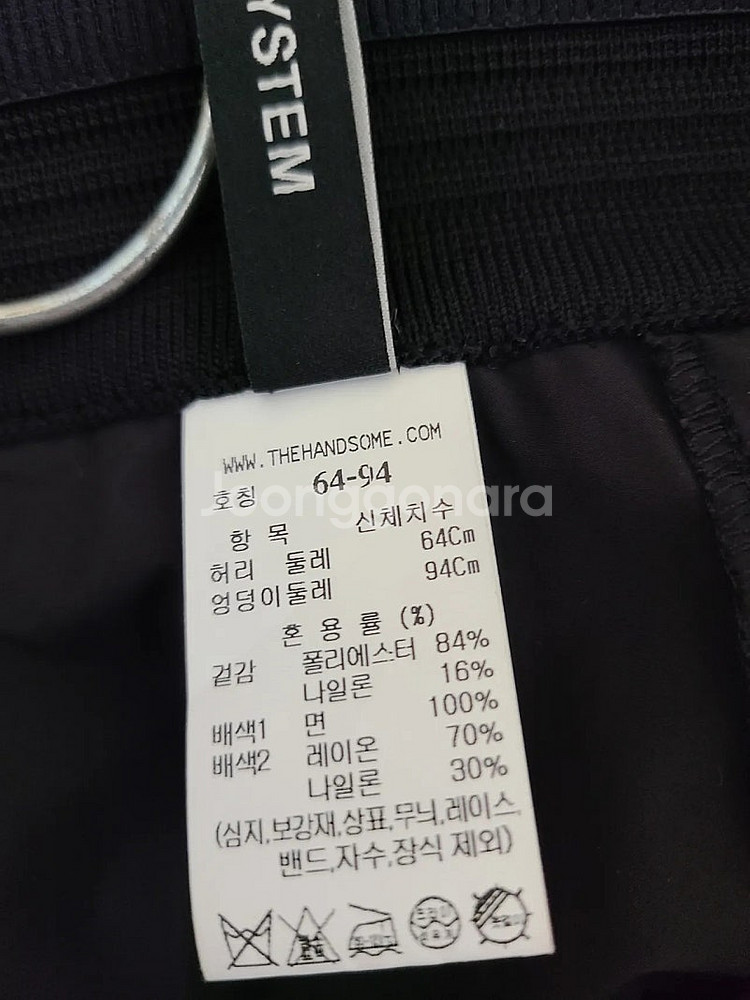 YSTEM
WWW.THEHANDSOME.COM
호칭 64-94
항 목 신체치수
허리 둘레 64Cm
엉덩이둘레 94Cm
혼 용 률 (%)
겉감 폴리에스터 84%
나일론 16%
배색1 면 100%
배색2 레이온 70%
나일론 30%
(심지,보강재,상표,무늬,레이스,
밴드,자수,장식 제외)
Joonggonara